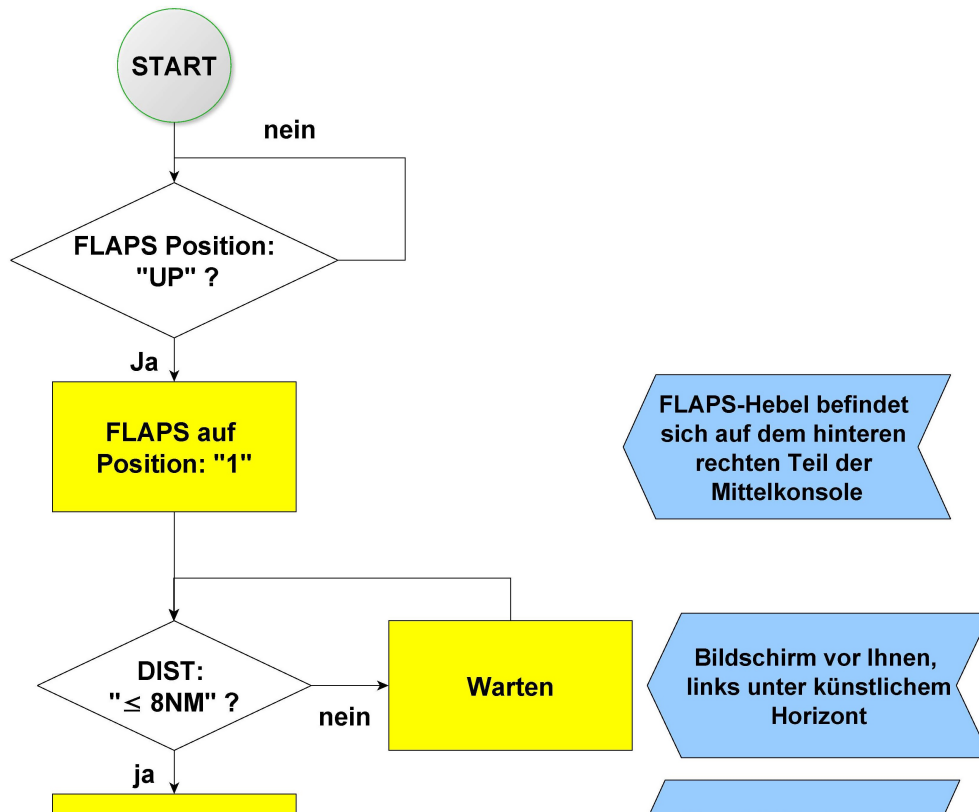 START
nein
FLAPS Position:
"UP" ?
Ja
FLAPS auf
Position: "1"
FLAPS-Hebel befindet
sich auf dem hinteren
rechten Teil der
Mittelkonsole
DIST:
"≤ 8NM" ?
nein
Warten
Bildschirm vor Ihnen,
links unter künstlichem
Horizont
ja